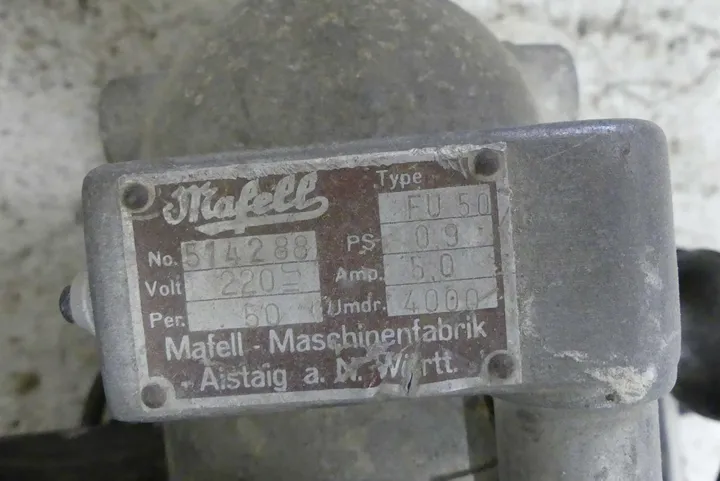 Mafell Type
FU 50
No. 514288 PS 0.9
Volt 220 Amp. 6,0
Per. 50 Umdr. 4000
Mafell - Maschinenfabrik
- Aistaig a. N. Württ.